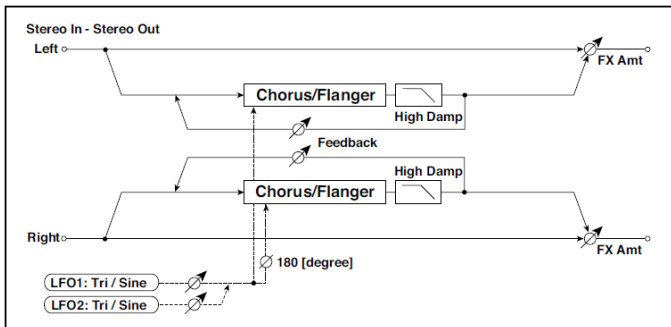 Stereo In - Stereo Out
Left
FX Amt
Chorus/Flanger
High Damp
Feedback
High Damp
Chorus/Flanger
Right
FX Amt
180 [degree]
LFO1: Tri / Sine
LFO2: Tri / Sine